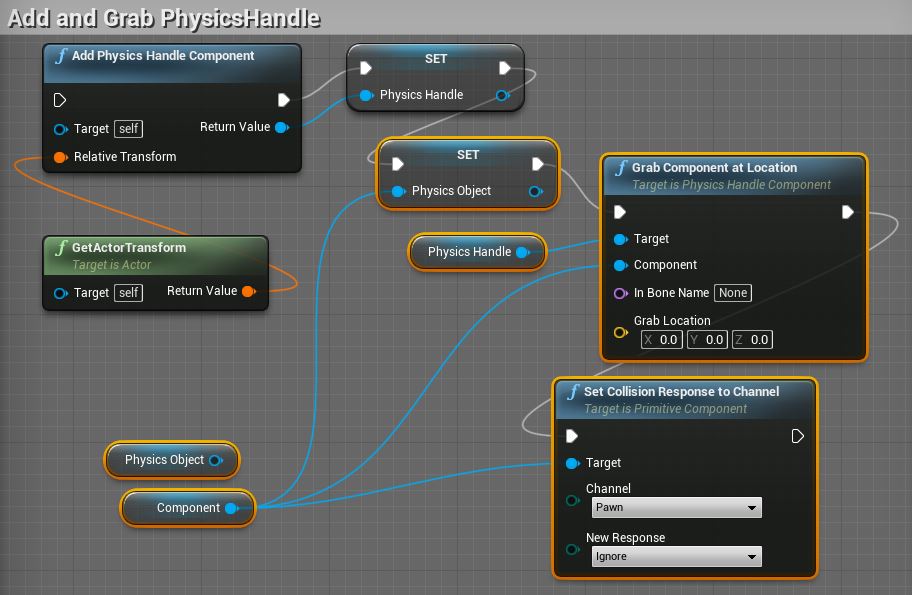 Add and Grab PhysicsHandle
f Add Physics Handle Component
Target self
Return Value
Relative Transform
SET
Physics Handle
SET
Physics Object
f Grab Component at Location
Target is Physics Handle Component
Target
Component
In Bone Name None
Grab Location
X 0.0 Y 0.0 Z 0.0
Physics Handle
f GetActorTransform
Target is Actor
Target self
Return Value
f Set Collision Response to Channel
Target is Primitive Component
Target
Channel
Pawn
New Response
Ignore
Physics Object
Component